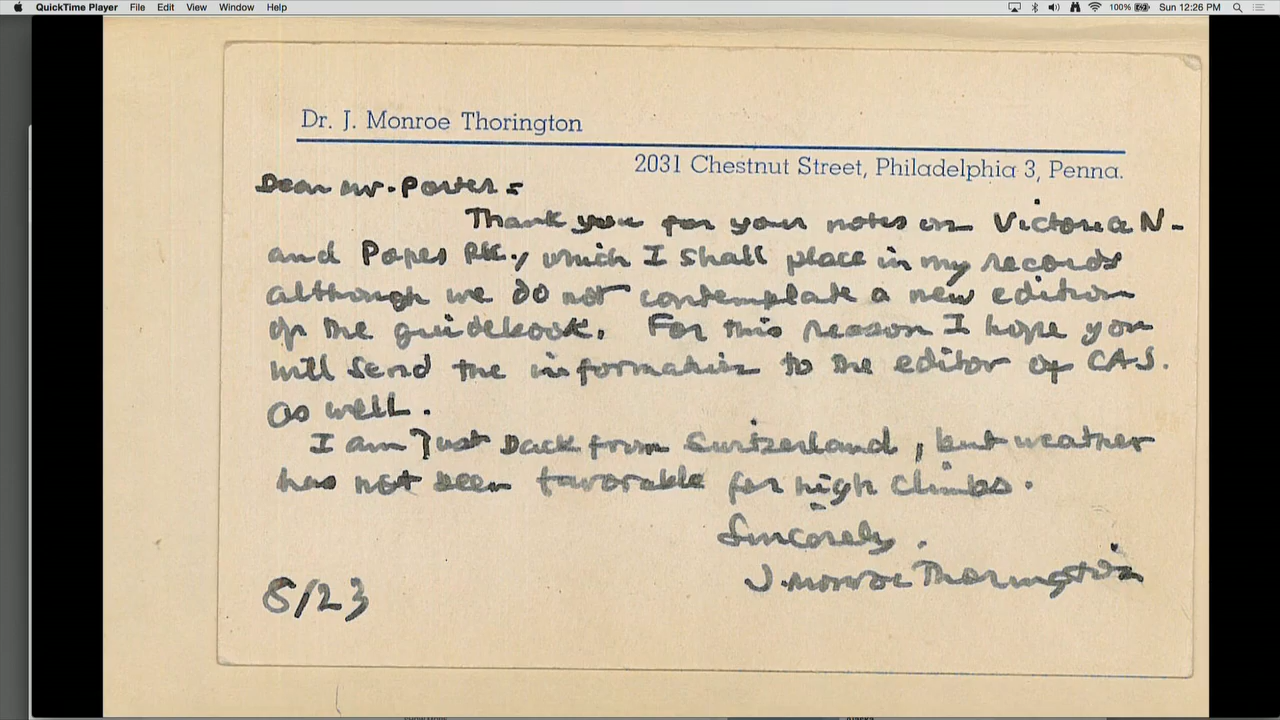 QuickTime Player File Edit View Window Help 100% Sun 12:26 PM
Dr. J. Monroe Thorington
2031 Chestnut Street, Philadelphia 3, Penna.
Dear Mr. Porter -
Thank you for your notes on Victoria N-
and Popes Pk., which I shall place in my records
although we do not contemplate a new edition
of the guidebook. For this reason I hope you
will send the information to the editor of CAJ.
as well.
I am just back from Switzerland, but weather
has not been favorable for high climbs.
Sincerely,
J. Monroe Thorington
8/23